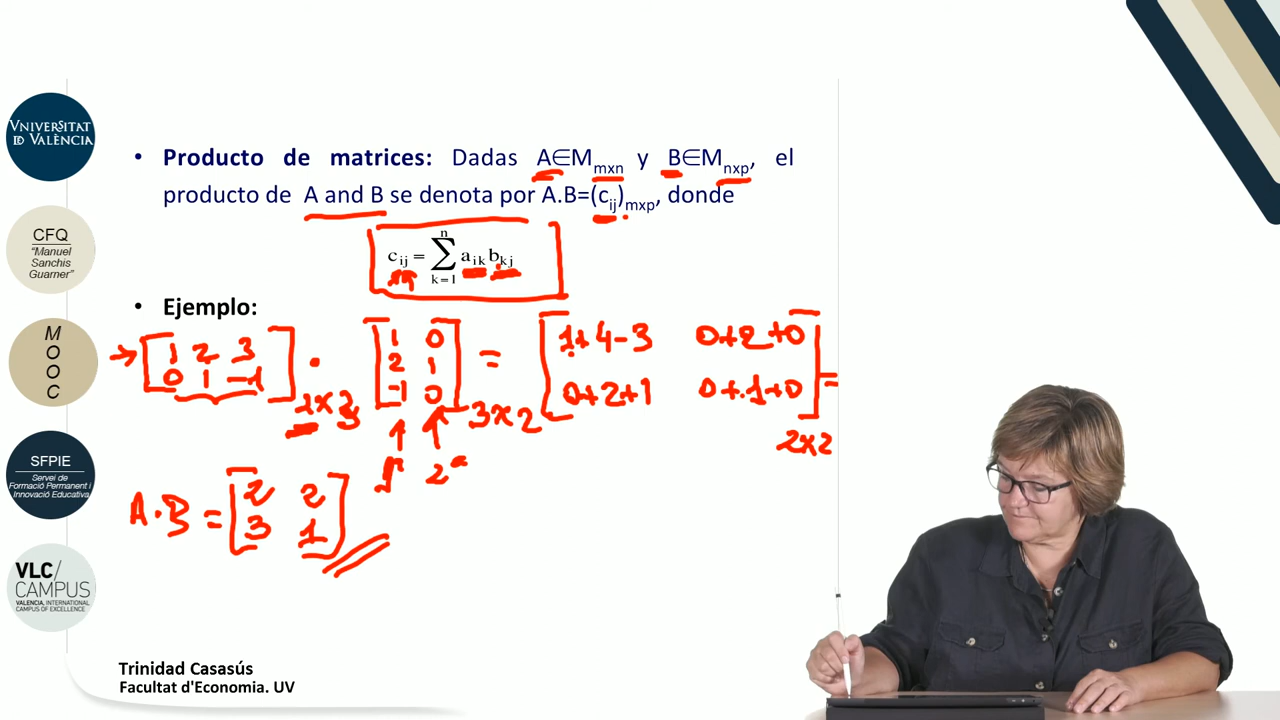 VNIVERSITAT
ID DE VALÈNCIA
CFQ
"Manuel
Sanchis
Guarner"
M
O
O
C
SFPIE
Servei de
Formació Permanent i
Innovació Educativa
VLC/
CAMPUS
VALENCIA, INTERNATIONAL
CAMPUS OF EXCELLENCE
• Producto de matrices: Dadas A∈Mmxn y B∈Mnxp, el
producto de A and B se denota por A.B=(cij)mxp, donde
cij = ∑ k=1 n aik bkj
• Ejemplo:
→ [1 2 3 · [1 0 = [1+4-3 0+2+0]
0 1 -1] 2 1 0+2+1 0+1+0] =
2x3 -1 0] 3x2 2x2
1ª 2ª
A.B = [2 2
3 1]
Trinidad Casasús
Facultat d'Economia. UV